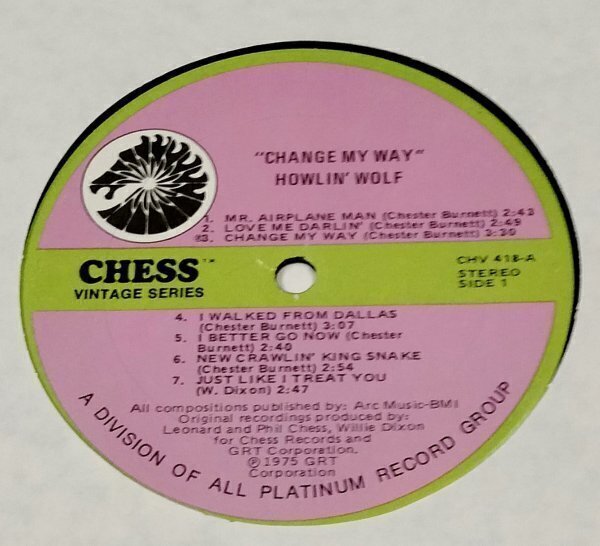 "CHANGE MY WAY"
HOWLIN' WOLF
1. MR. AIRPLANE MAN (Chester Burnett) 2:43
2. LOVE ME DARLIN' (Chester Burnett) 2:49
3. CHANGE MY WAY (Chester Burnett) 3:30
CHESS™
VINTAGE SERIES
CHV 418-A
STEREO
SIDE 1
4. I WALKED FROM DALLAS
(Chester Burnett) 3:07
5. I BETTER GO NOW (Chester
Burnett) 2:40
6. NEW CRAWLIN' KING SNAKE
(Chester Burnett) 2:54
7. JUST LIKE I TREAT YOU
(W. Dixon) 2:47
All compositions published by: Arc Music-BMI
Original recordings produced by:
Leonard and Phil Chess, Willie Dixon
for Chess Records and
GRT Corporation.
℗ 1975 GRT
Corporation
A DIVISION OF ALL PLATINUM RECORD GROUP